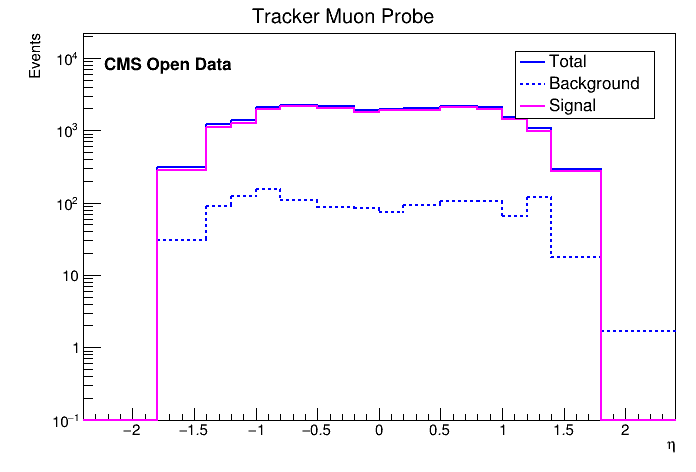 Tracker Muon Probe
Events
CMS Open Data
Total
Background
Signal
10⁴
10³
10²
10
1
10⁻¹
−2 −1.5 −1 −0.5 0 0.5 1 1.5 2
η